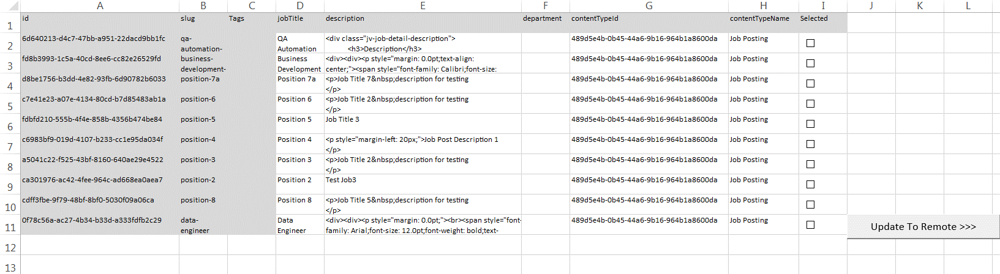 A B C D E F G H I J K L
1 id slug Tags jobTitle description department contentTypeId contentTypeName Selected
2 6d640213-d4c7-47bb-a951-22dacd9bb1fc qa- QA <div class="jv-job-detail-description"> 489d5e4b-0b45-44a6-9b16-964b1a8600da Job Posting
automation- Automation <h3>Description</h3>
3 fd8b3993-1c5a-40cd-8ee6-cc82e26529fd business- Business <div><div><p style="margin: 0.0pt;text-align: 489d5e4b-0b45-44a6-9b16-964b1a8600da Job Posting
development- Development center;"><span style="font-family: Calibri;font-size:
4 d8be1756-b3dd-4e82-93fb-6d90782b6033 position-7a Position 7a <p>Job Title 7&nbsp;description for testing 489d5e4b-0b45-44a6-9b16-964b1a8600da Job Posting
</p>
5 c7e41e23-a07e-4134-80cd-b7d85483ab1a position-6 Position 6 <p>Job Title 2&nbsp;description for testing 489d5e4b-0b45-44a6-9b16-964b1a8600da Job Posting
</p>
6 fdbfd210-555b-4f4e-858b-4356b474be84 position-5 Position 5 Job Title 3 489d5e4b-0b45-44a6-9b16-964b1a8600da Job Posting
7 c6983bf9-019d-4107-b233-cc1e95da034f position-4 Position 4 <p style="margin-left: 20px;">Job Post Description 1 489d5e4b-0b45-44a6-9b16-964b1a8600da Job Posting
</p>
8 a5041c22-f525-43bf-8160-640ae29e4522 position-3 Position 3 <p>Job Title 2&nbsp;description for testing 489d5e4b-0b45-44a6-9b16-964b1a8600da Job Posting
</p>
9 ca301976-ac42-4fee-964c-ad668ea0aea7 position-2 Position 2 Test Job3 489d5e4b-0b45-44a6-9b16-964b1a8600da Job Posting
10 cdff3fbe-9f79-48bf-8bf0-5030f09a06ca position-8 Position 8 <p>Job Title 5&nbsp;description for testing 489d5e4b-0b45-44a6-9b16-964b1a8600da Job Posting
</p>
11 0f78c56a-ac27-4b34-b33d-a333fdfb2c29 data- Data <div><div><p style="margin: 0.0pt;"><br><span style="font- 489d5e4b-0b45-44a6-9b16-964b1a8600da Job Posting
engineer Engineer family: Arial;font-size: 12.0pt;font-weight: bold;text-
Update To Remote >>>
12
13